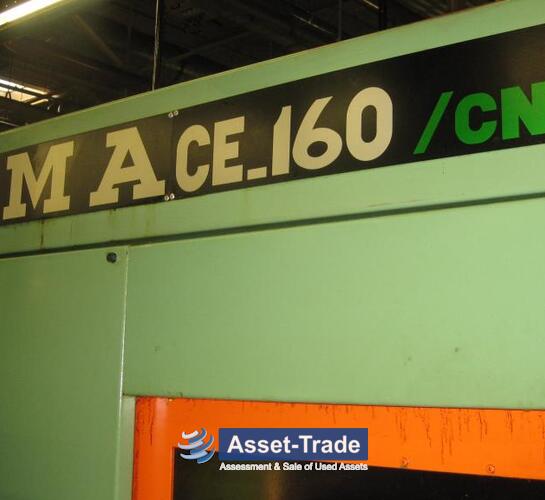 MA CE-160 /CN
Asset-Trade
Assessment & Sale of Used Assets